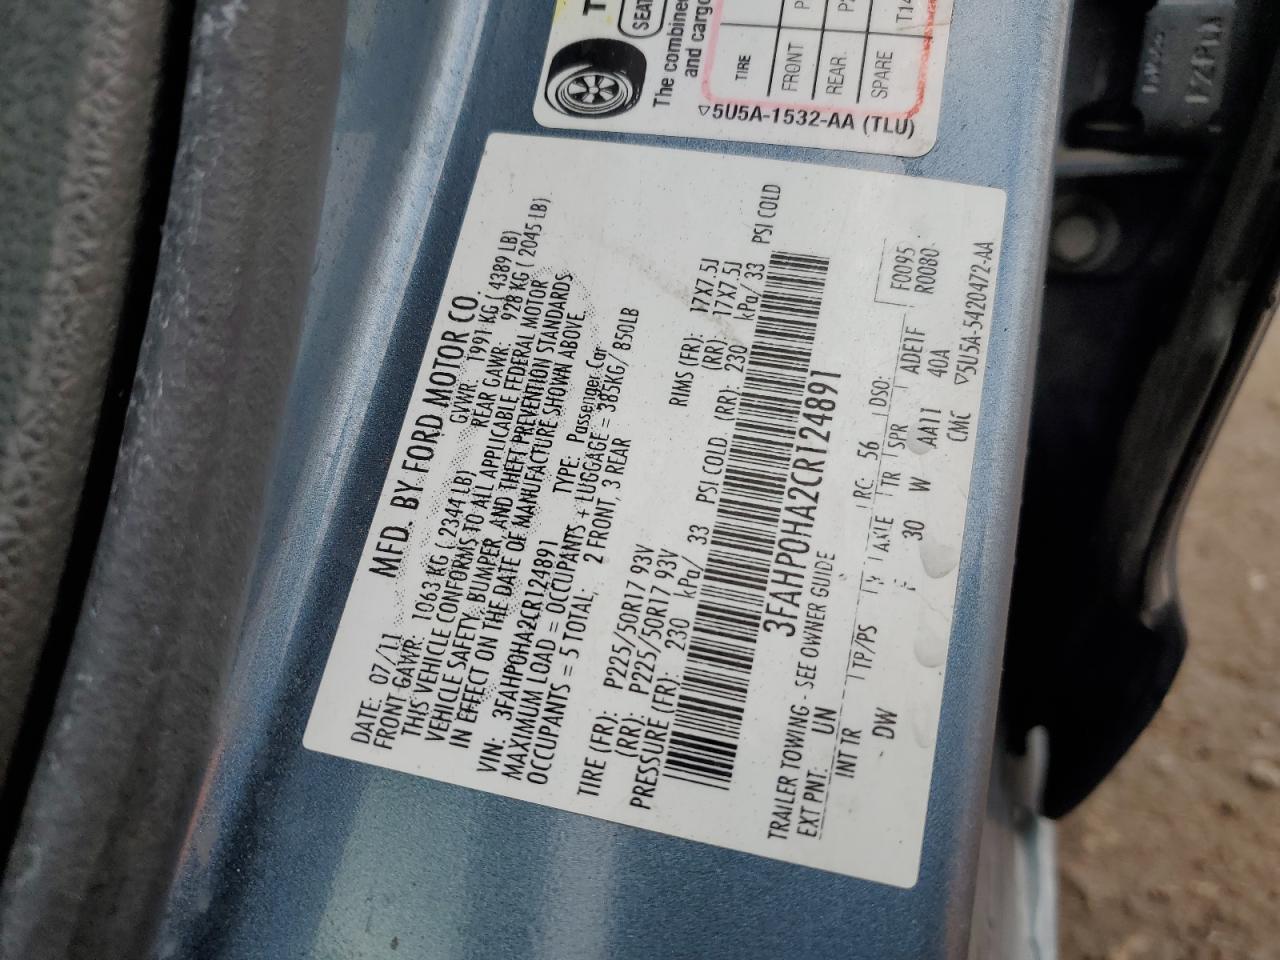 SEAT
The combine
and cargo
TIRE
FRONT
REAR
SPARE
▽5U5A-1532-AA (TLU)
MFD. BY FORD MOTOR CO.
DATE: 07/11 GVWR: 1991 KG ( 4389 LB)
FRONT GAWR: 1063 KG ( 2344 LB) REAR GAWR: 928 KG ( 2045 LB)
THIS VEHICLE CONFORMS TO ALL APPLICABLE FEDERAL MOTOR
VEHICLE SAFETY, BUMPER, AND THEFT PREVENTION STANDARDS
IN EFFECT ON THE DATE OF MANUFACTURE SHOWN ABOVE.
VIN: 3FAHP0HA2CR124891 TYPE: Passenger Car
MAXIMUM LOAD = OCCUPANTS + LUGGAGE = 385KG/ 850LB
OCCUPANTS = 5 TOTAL; 2 FRONT, 3 REAR
TIRE (FR): P225/50R17 93V RIMS (FR): 17X7.5J
(RR): P225/50R17 93V (RR): 17X7.5J
PRESSURE (FR): 230 kPa/ 33 PSI COLD (RR): 230 kPa/ 33 PSI COLD
3FAHP0HA2CR124891
TRAILER TOWING - SEE OWNER GUIDE
EXT PNT: UN RC: 56 DSO: F0095
R0080
INT TR TP/PS AXLE TR SPR ADE1F
DW 30 W AA11 40A
CMC ▽5U5A-5420472-AA